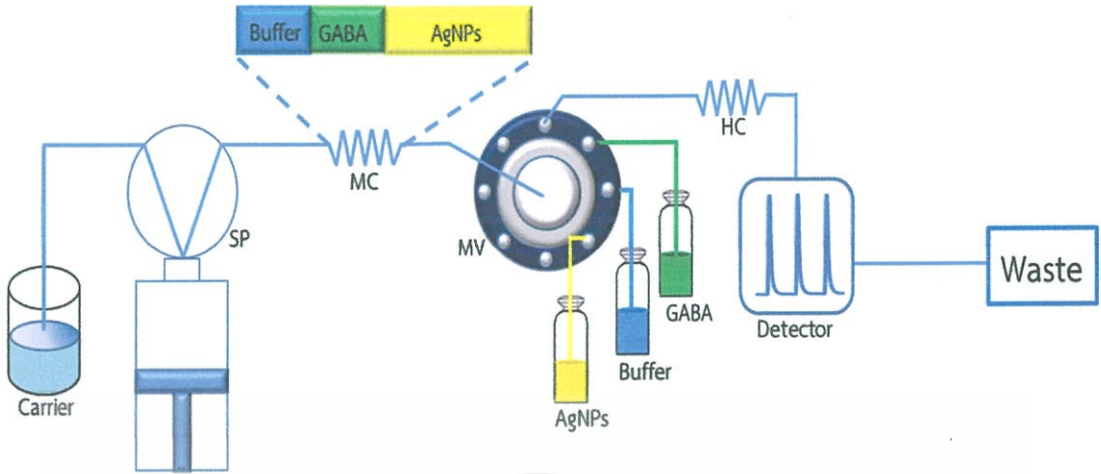 Buffer GABA AgNPs
HC
MC
SP
MV
Waste
GABA
Detector
Buffer
Carrier
AgNPs